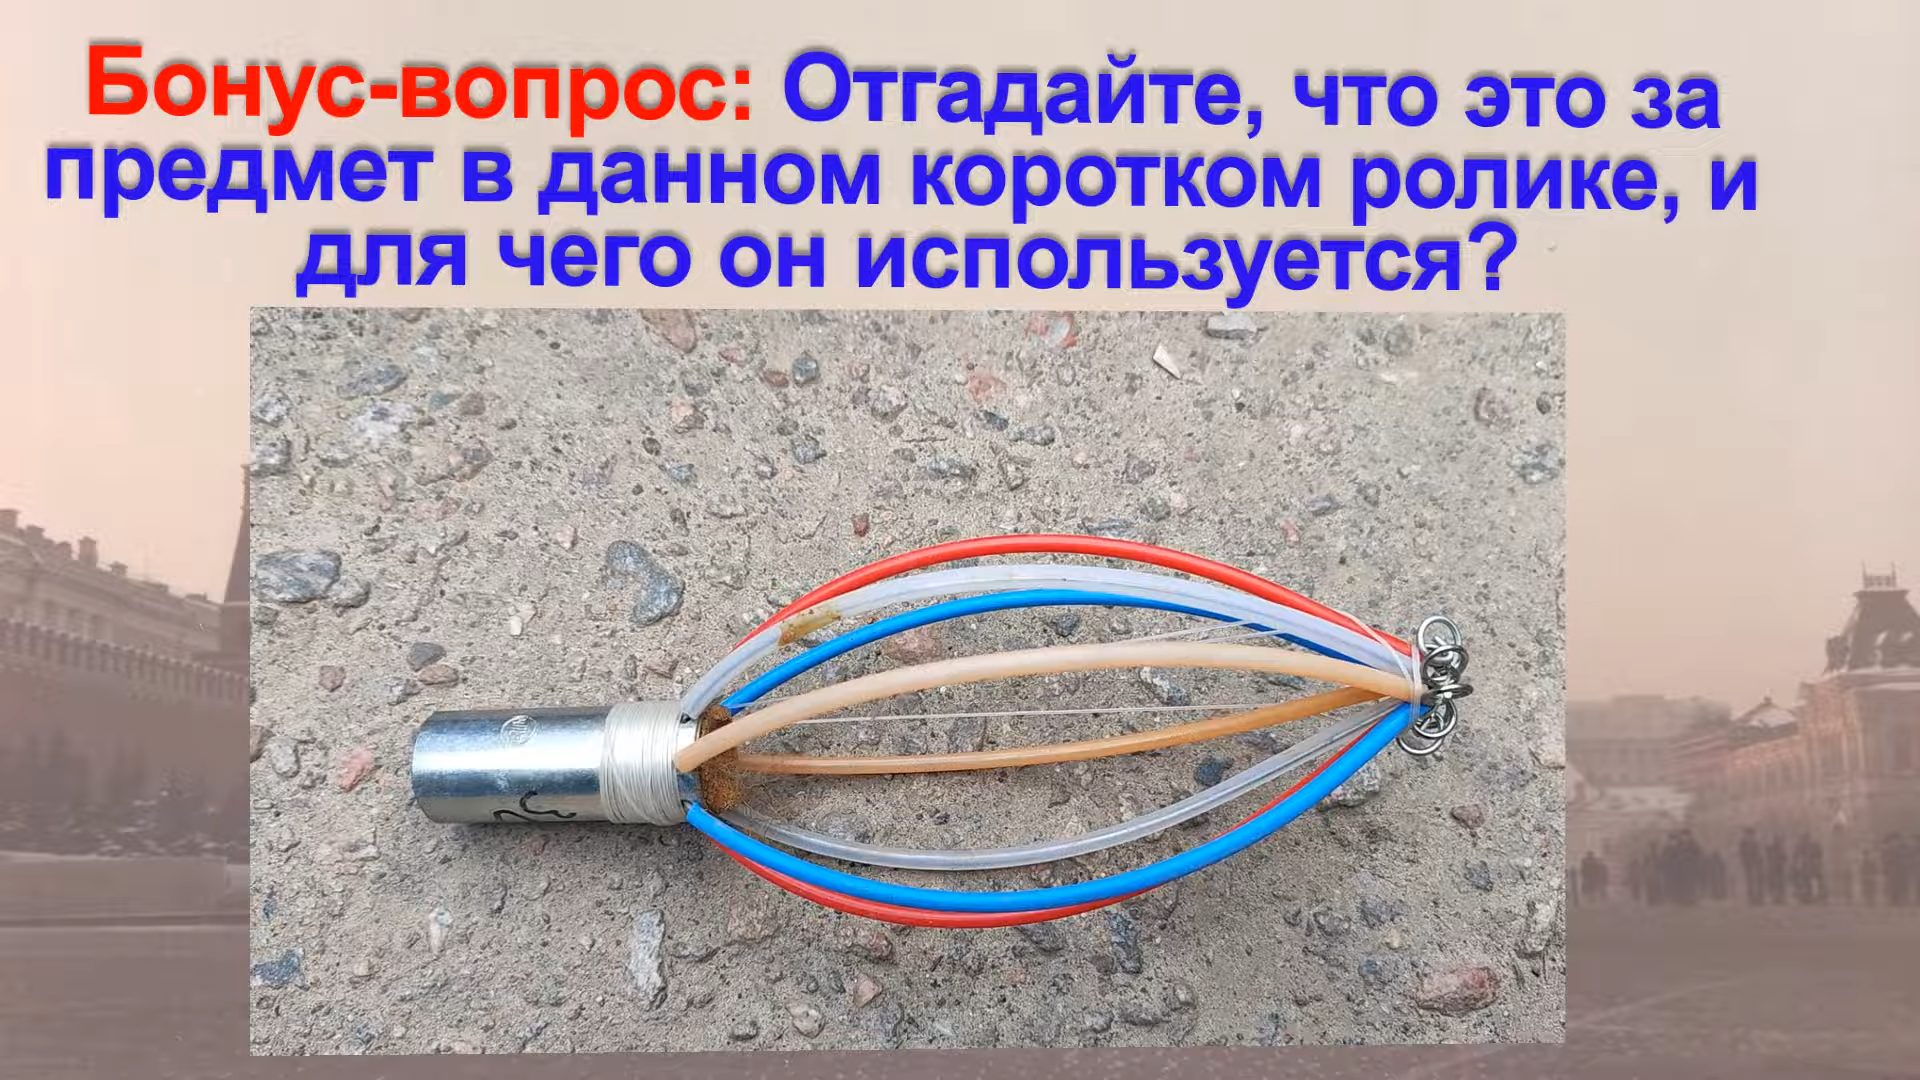 Бонус-вопрос: Отгадайте, что это за
предмет в данном коротком ролике, и
для чего он используется?